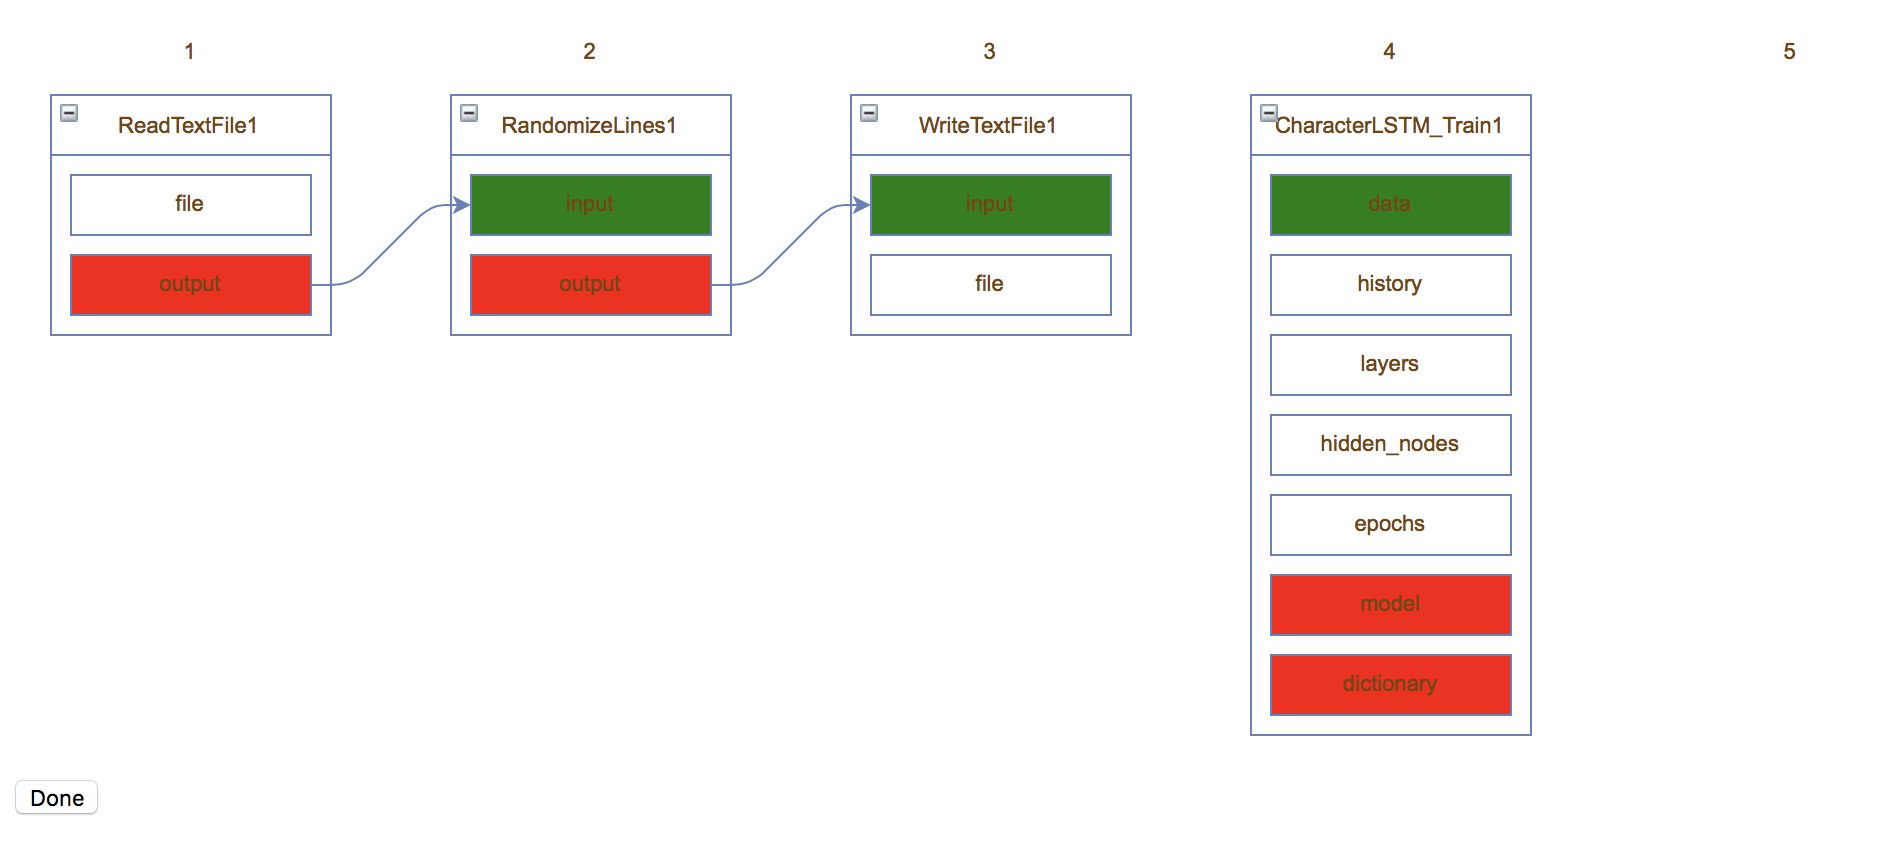 1
2
3
4
5
ReadTextFile1
file
output
RandomizeLines1
input
output
WriteTextFile1
input
file
CharacterLSTM_Train1
data
history
layers
hidden_nodes
epochs
model
dictionary
Done